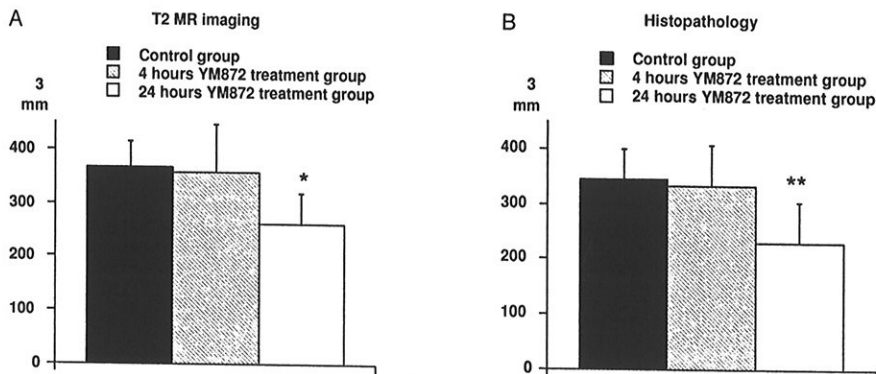 A
T2 MR imaging
Control group
4 hours YM872 treatment group
24 hours YM872 treatment group
3
mm
400
300
200
100
0
*
B
Histopathology
Control group
4 hours YM872 treatment group
24 hours YM872 treatment group
3
mm
400
300
200
100
0
**